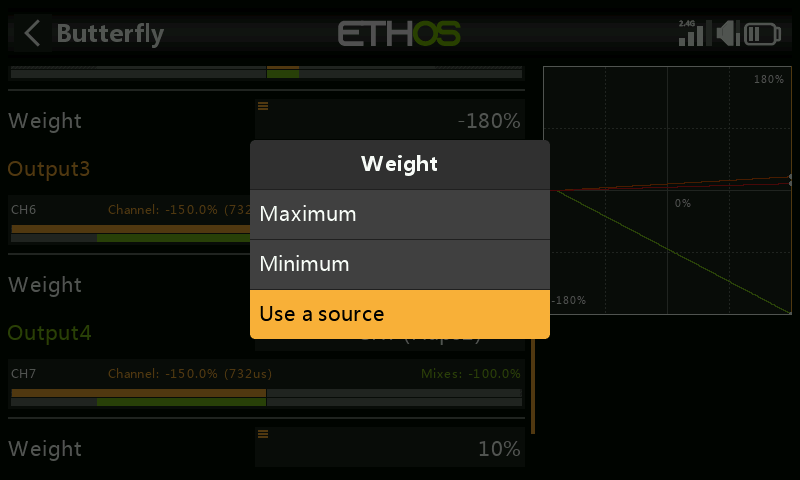 Butterfly
ETHOS
2.4G
180%
Weight
-180%
Output3
Weight
CH6
Channel: -150.0% (732
Maximum
0%
Minimum
Weight
-180%
Use a source
Output4
CH7
Channel: -150.0% (732us)
Mixes: -100.0%
Weight
10%